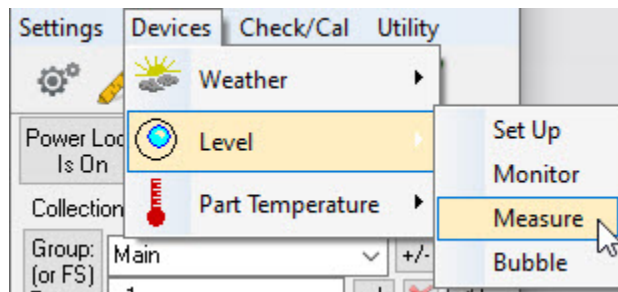 Settings Devices Check/Cal Utility
Weather
Power Loc
Is On
Level
Set Up
Monitor
Collection
Part Temperature
Measure
Group:
(or FS)
Main
+/-
Bubble